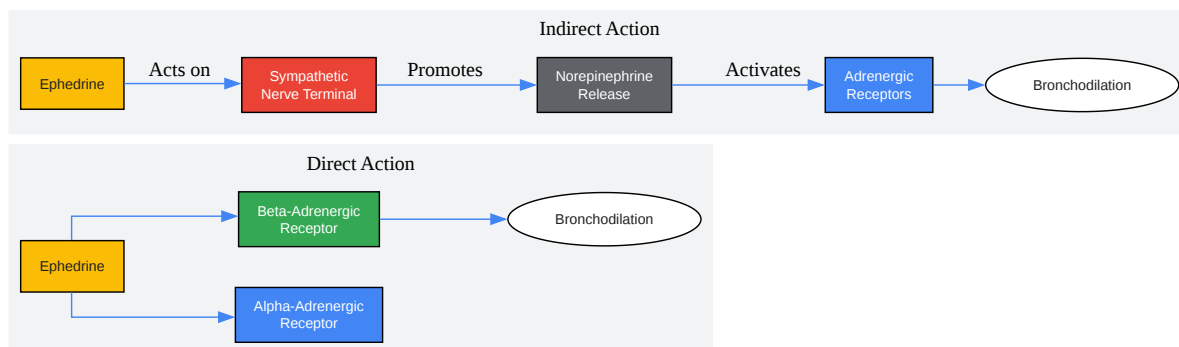 Indirect Action
Ephedrine
Acts on
Sympathetic
Nerve Terminal
Promotes
Norepinephrine
Release
Activates
Adrenergic
Receptors
Bronchodilation
Direct Action
Ephedrine
Beta-Adrenergic
Receptor
Bronchodilation
Alpha-Adrenergic
Receptor